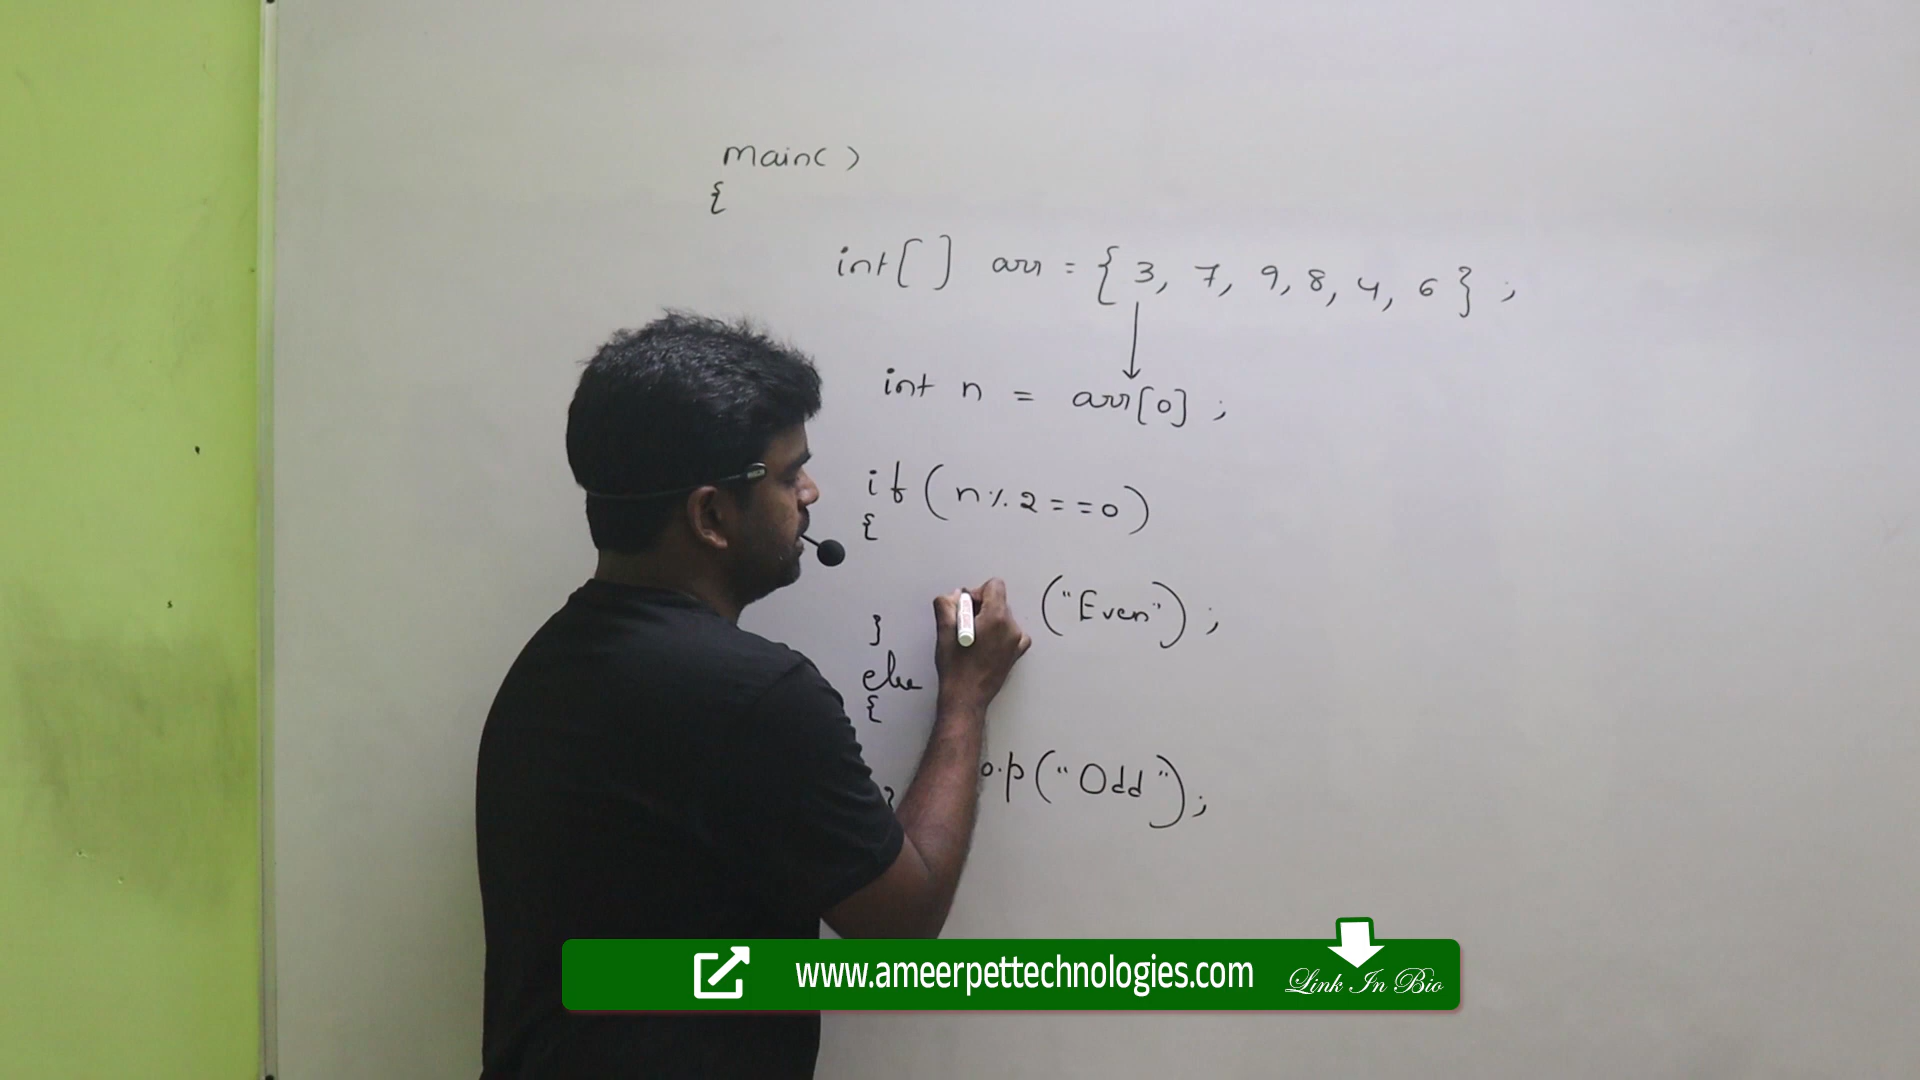 main()
{
int[] arr = { 3, 7, 9, 8, 4, 6 } ;
int n = arr[0] ;
if (n%2==0)
{
("Even") ;
}
else
{
o.p("Odd");
}
www.ameerpettechnologies.com
Link In Bio